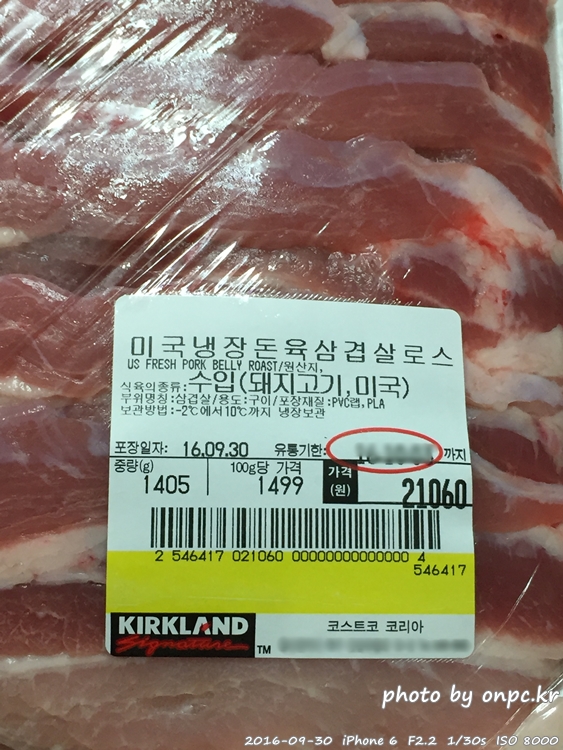 미국냉장돈육삼겹살로스
US FRESH PORK BELLY ROAST/원산지,
식육의종류:수입(돼지고기,미국)
부위명칭:삼겹살/용도:구이/포장재질:PVC랩,PLA
보관방법:-2℃에서10℃까지 냉장보관
포장일자: 16.09.30 유통기한: 까지
중량(g) 100g당 가격 가격(원)
1405 1499 21060
2 546417 021060 00000000000000 4
546417
KIRKLAND
Signature ™
코스트코 코리아
photo by onpc.kr
2016-09-30 iPhone 6 F2.2 1/30s ISO 8000